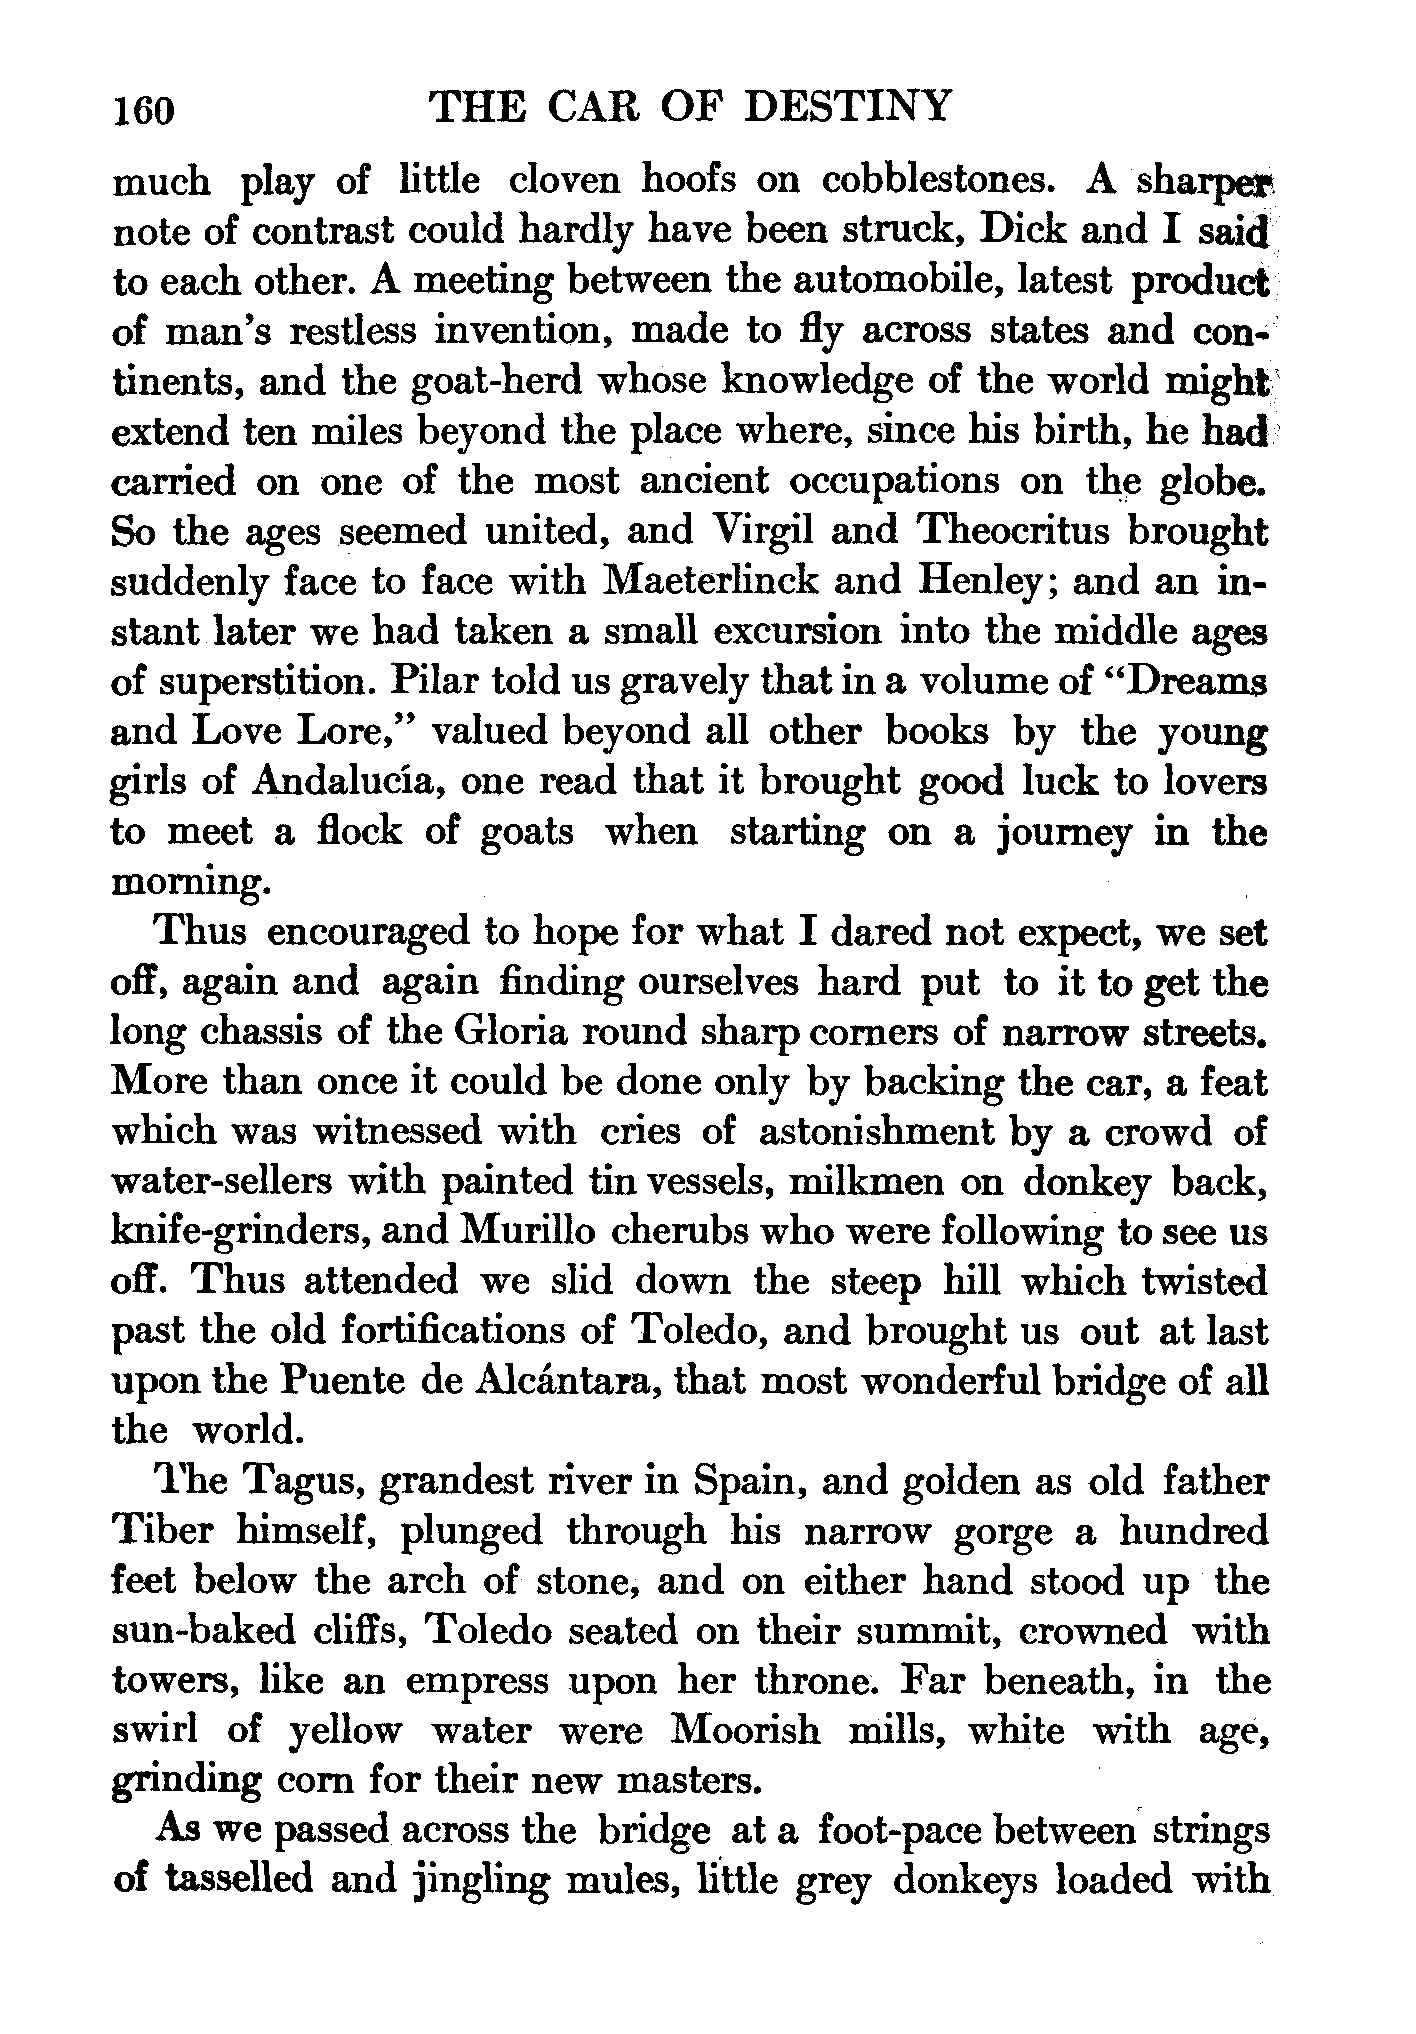 160 THE CAR OF DESTINY
much play of little cloven hoofs on cobblestones. A sharper
note of contrast could hardly have been struck, Dick and I said
to each other. A meeting between the automobile, latest product
of man's restless invention, made to fly across states and con-
tinents, and the goat-herd whose knowledge of the world might
extend ten miles beyond the place where, since his birth, he had
carried on one of the most ancient occupations on the globe.
So the ages seemed united, and Virgil and Theocritus brought
suddenly face to face with Maeterlinck and Henley; and an in-
stant later we had taken a small excursion into the middle ages
of superstition. Pilar told us gravely that in a volume of “Dreams
and Love Lore,” valued beyond all other books by the young
girls of Andalucía, one read that it brought good luck to lovers
to meet a flock of goats when starting on a journey in the
morning.
Thus encouraged to hope for what I dared not expect, we set
off, again and again finding ourselves hard put to it to get the
long chassis of the Gloria round sharp corners of narrow streets.
More than once it could be done only by backing the car, a feat
which was witnessed with cries of astonishment by a crowd of
water-sellers with painted tin vessels, milkmen on donkey back,
knife-grinders, and Murillo cherubs who were following to see us
off. Thus attended we slid down the steep hill which twisted
past the old fortifications of Toledo, and brought us out at last
upon the Puente de Alcántara, that most wonderful bridge of all
the world.
The Tagus, grandest river in Spain, and golden as old father
Tiber himself, plunged through his narrow gorge a hundred
feet below the arch of stone, and on either hand stood up the
sun-baked cliffs, Toledo seated on their summit, crowned with
towers, like an empress upon her throne. Far beneath, in the
swirl of yellow water were Moorish mills, white with age,
grinding corn for their new masters.
As we passed across the bridge at a foot-pace between strings
of tasselled and jingling mules, little grey donkeys loaded with